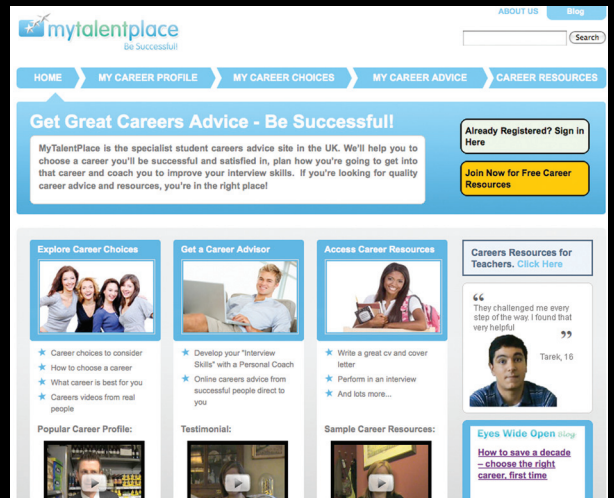 ABOUT US
Blog
mytalentplace
Be Successful!
Search
HOME
MY CAREER PROFILE
MY CAREER CHOICES
MY CAREER ADVICE
CAREER RESOURCES
Get Great Careers Advice - Be Successful!
MyTalentPlace is the specialist student careers advice site in the UK. We'll help you to
choose a career you'll be successful and satisfied in, plan how you're going to get into
that career and coach you to improve your interview skills. If you're looking for quality
career advice and resources, you're in the right place!
Already Registered? Sign in
Here
Join Now for Free Career
Resources
Explore Career Choices
Career choices to consider
How to choose a career
What career is best for you
Careers videos from real
people
Popular Career Profile:
Get a Career Advisor
Develop your "Interview
Skills" with a Personal Coach
Online careers advice from
successful people direct to
you
Testimonial:
Access Career Resources
Write a great cv and cover
letter
Perform in an interview
And lots more...
Sample Career Resources:
Careers Resources for
Teachers. Click Here
“
They challenged me every
step of the way. I found that
very helpful
”
Tarek, 16
Eyes Wide Open Blog
How to save a decade
– choose the right
career, first time